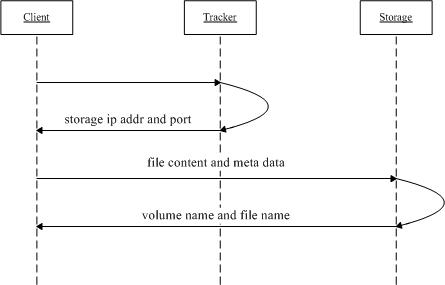 Client
Tracker
Storage
storage ip addr and port
file content and meta data
volume name and file name